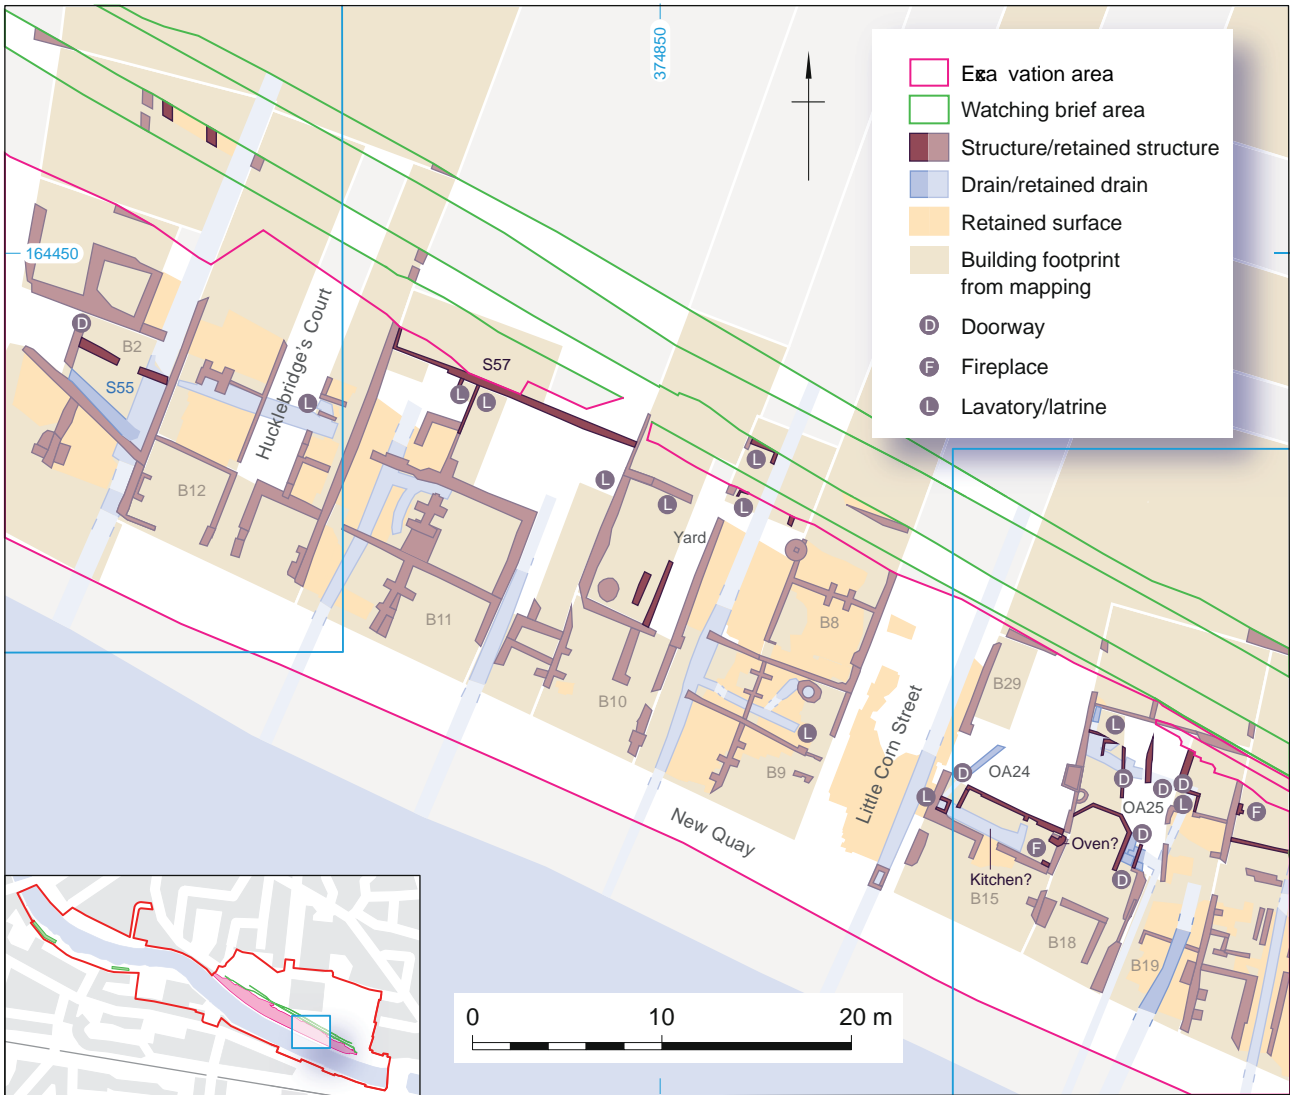 374850
Exca vation area
Watching brief area
Structure/retained structure
Drain/retained drain
Retained surface
Building footprint
from mapping
D Doorway
F Fireplace
L Lavatory/latrine
164450
Hucklebridge's Court
D
B2
S55
L
B12
S57
L
L
L
L
L
L
Yard
B11
B10
B8
B9
L
Little Corn Street
New Quay
B29
D
OA24
L
F
Oven?
Kitchen?
B15
L
D
D
D
L
OA25
D
D
F
B18
B19
0 10 20 m